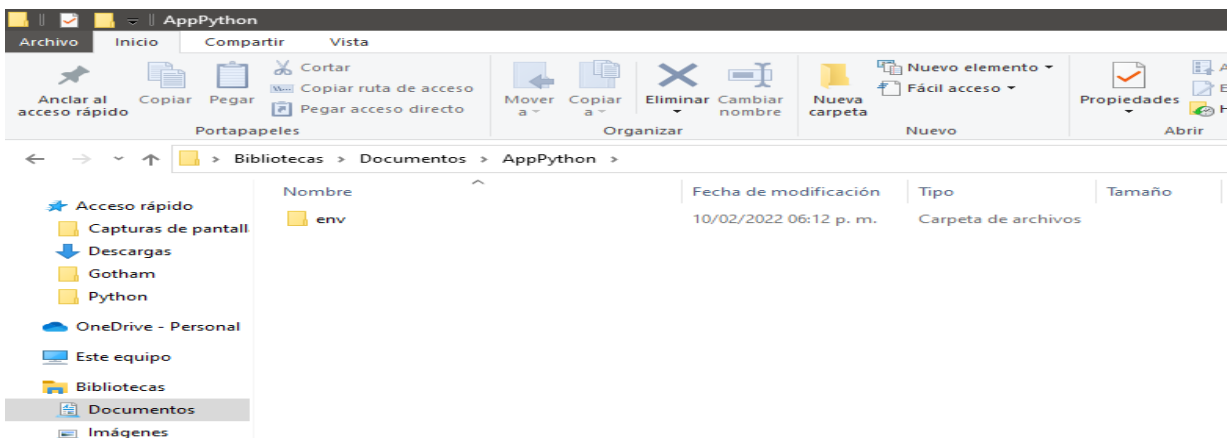 AppPython
Archivo Inicio Compartir Vista
Anclar al acceso rápido
Copiar
Pegar
Cortar
Copiar ruta de acceso
Pegar acceso directo
Portapapeles
Mover a
Copiar a
Eliminar
Cambiar nombre
Organizar
Nueva carpeta
Nuevo elemento
Fácil acceso
Nuevo
Propiedades
Abrir
Bibliotecas > Documentos > AppPython >
Nombre Fecha de modificación Tipo Tamaño
env 10/02/2022 06:12 p. m. Carpeta de archivos
Acceso rápido
Capturas de pantall
Descargas
Gotham
Python
OneDrive - Personal
Este equipo
Bibliotecas
Documentos
Imágenes